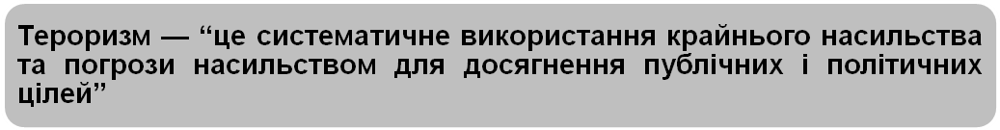 Тероризм — “це систематичне використання крайнього насильства
та погрози насильством для досягнення публічних і політичних
цілей”